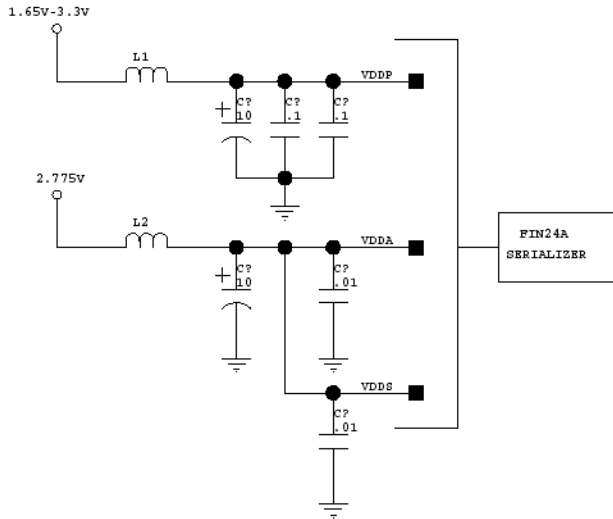 1.65V-3.3V
L1
VDDP
C? C? C?
10 .1 .1
2.775V
L2
VDDA
FIN24A
SERIALIZER
C? C?
10 .01
VDDS
C?
.01